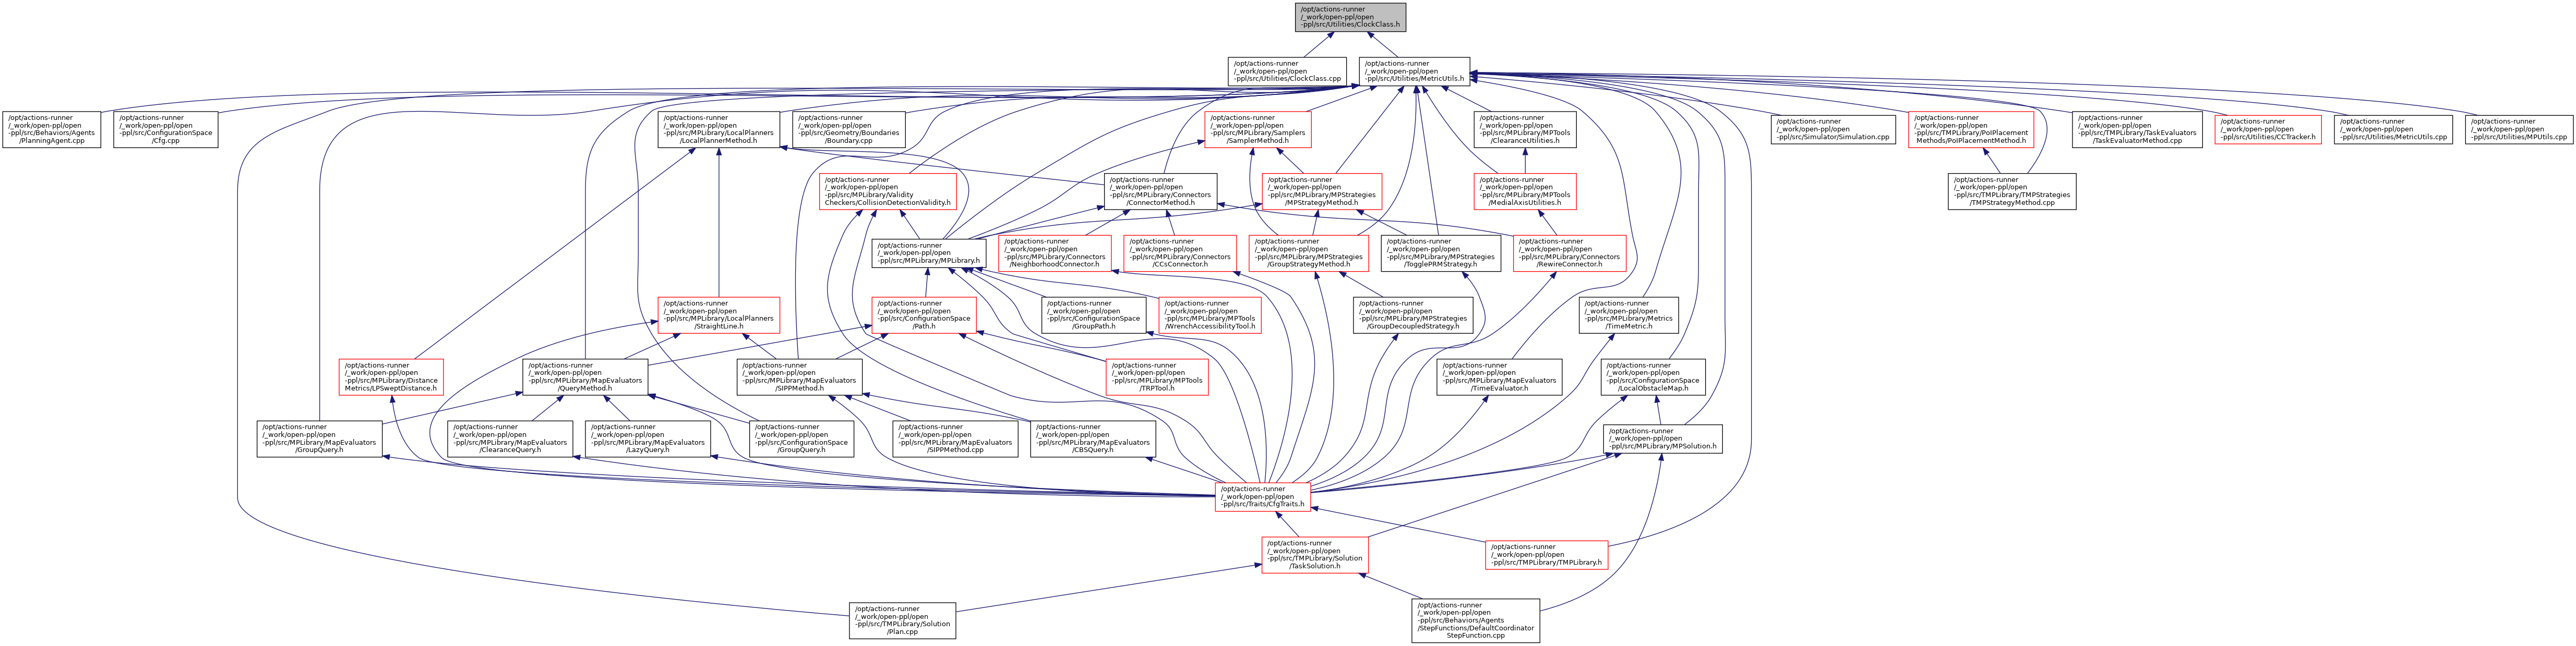 /opt/actions-runner
/_work/open-ppl/open
-ppl/src/Utilities/ClockClass.h
/opt/actions-runner
/_work/open-ppl/open
-ppl/src/Utilities/ClockClass.cpp
/opt/actions-runner
/_work/open-ppl/open
-ppl/src/Utilities/MetricUtils.h
/opt/actions-runner
/_work/open-ppl/open
-ppl/src/Behaviors/Agents
/PlanningAgent.cpp
/opt/actions-runner
/_work/open-ppl/open
-ppl/src/ConfigurationSpace
/Cfg.cpp
/opt/actions-runner
/_work/open-ppl/open
-ppl/src/MPLibrary/LocalPlanners
/LocalPlannerMethod.h
/opt/actions-runner
/_work/open-ppl/open
-ppl/src/Geometry/Boundaries
/Boundary.cpp
/opt/actions-runner
/_work/open-ppl/open
-ppl/src/MPLibrary/Samplers
/SamplerMethod.h
/opt/actions-runner
/_work/open-ppl/open
-ppl/src/MPLibrary/MPTools
/ClearanceUtilities.h
/opt/actions-runner
/_work/open-ppl/open
-ppl/src/Simulator/Simulation.cpp
/opt/actions-runner
/_work/open-ppl/open
-ppl/src/TMPLibrary/PoIPlacement
Methods/PoIPlacementMethod.h
/opt/actions-runner
/_work/open-ppl/open
-ppl/src/TMPLibrary/TaskEvaluators
/TaskEvaluatorMethod.cpp
/opt/actions-runner
/_work/open-ppl/open
-ppl/src/Utilities/CCTracker.h
/opt/actions-runner
/_work/open-ppl/open
-ppl/src/Utilities/MetricUtils.cpp
/opt/actions-runner
/_work/open-ppl/open
-ppl/src/Utilities/MPUtils.cpp
/opt/actions-runner
/_work/open-ppl/open
-ppl/src/MPLibrary/Validity
Checkers/CollisionDetectionValidity.h
/opt/actions-runner
/_work/open-ppl/open
-ppl/src/MPLibrary/Connectors
/ConnectorMethod.h
/opt/actions-runner
/_work/open-ppl/open
-ppl/src/MPLibrary/MPStrategies
/MPStrategyMethod.h
/opt/actions-runner
/_work/open-ppl/open
-ppl/src/MPLibrary/MPTools
/MedialAxisUtilities.h
/opt/actions-runner
/_work/open-ppl/open
-ppl/src/TMPLibrary/TMPStrategies
/TMPStrategyMethod.cpp
/opt/actions-runner
/_work/open-ppl/open
-ppl/src/MPLibrary/MPLibrary.h
/opt/actions-runner
/_work/open-ppl/open
-ppl/src/MPLibrary/Connectors
/NeighborhoodConnector.h
/opt/actions-runner
/_work/open-ppl/open
-ppl/src/MPLibrary/Connectors
/CCsConnector.h
/opt/actions-runner
/_work/open-ppl/open
-ppl/src/MPLibrary/MPStrategies
/GroupStrategyMethod.h
/opt/actions-runner
/_work/open-ppl/open
-ppl/src/MPLibrary/MPStrategies
/TogglePRMStrategy.h
/opt/actions-runner
/_work/open-ppl/open
-ppl/src/MPLibrary/Connectors
/RewireConnector.h
/opt/actions-runner
/_work/open-ppl/open
-ppl/src/MPLibrary/LocalPlanners
/StraightLine.h
/opt/actions-runner
/_work/open-ppl/open
-ppl/src/ConfigurationSpace
/Path.h
/opt/actions-runner
/_work/open-ppl/open
-ppl/src/ConfigurationSpace
/GroupPath.h
/opt/actions-runner
/_work/open-ppl/open
-ppl/src/MPLibrary/MPTools
/WrenchAccessibilityTool.h
/opt/actions-runner
/_work/open-ppl/open
-ppl/src/MPLibrary/MPStrategies
/GroupDecoupledStrategy.h
/opt/actions-runner
/_work/open-ppl/open
-ppl/src/MPLibrary/Metrics
/TimeMetric.h
/opt/actions-runner
/_work/open-ppl/open
-ppl/src/MPLibrary/Distance
Metrics/LPSweptDistance.h
/opt/actions-runner
/_work/open-ppl/open
-ppl/src/MPLibrary/MapEvaluators
/QueryMethod.h
/opt/actions-runner
/_work/open-ppl/open
-ppl/src/MPLibrary/MapEvaluators
/SIPPMethod.h
/opt/actions-runner
/_work/open-ppl/open
-ppl/src/MPLibrary/MPTools
/TRPTool.h
/opt/actions-runner
/_work/open-ppl/open
-ppl/src/MPLibrary/MapEvaluators
/TimeEvaluator.h
/opt/actions-runner
/_work/open-ppl/open
-ppl/src/ConfigurationSpace
/LocalObstacleMap.h
/opt/actions-runner
/_work/open-ppl/open
-ppl/src/MPLibrary/MapEvaluators
/GroupQuery.h
/opt/actions-runner
/_work/open-ppl/open
-ppl/src/MPLibrary/MapEvaluators
/ClearanceQuery.h
/opt/actions-runner
/_work/open-ppl/open
-ppl/src/MPLibrary/MapEvaluators
/LazyQuery.h
/opt/actions-runner
/_work/open-ppl/open
-ppl/src/ConfigurationSpace
/GroupQuery.h
/opt/actions-runner
/_work/open-ppl/open
-ppl/src/MPLibrary/MapEvaluators
/SIPPMethod.cpp
/opt/actions-runner
/_work/open-ppl/open
-ppl/src/MPLibrary/MapEvaluators
/CBSQuery.h
/opt/actions-runner
/_work/open-ppl/open
-ppl/src/MPLibrary/MPSolution.h
/opt/actions-runner
/_work/open-ppl/open
-ppl/src/Traits/CfgTraits.h
/opt/actions-runner
/_work/open-ppl/open
-ppl/src/TMPLibrary/Solution
/TaskSolution.h
/opt/actions-runner
/_work/open-ppl/open
-ppl/src/TMPLibrary/TMPLibrary.h
/opt/actions-runner
/_work/open-ppl/open
-ppl/src/TMPLibrary/Solution
/Plan.cpp
/opt/actions-runner
/_work/open-ppl/open
-ppl/src/Behaviors/Agents
/StepFunctions/DefaultCoordinator
StepFunction.cpp